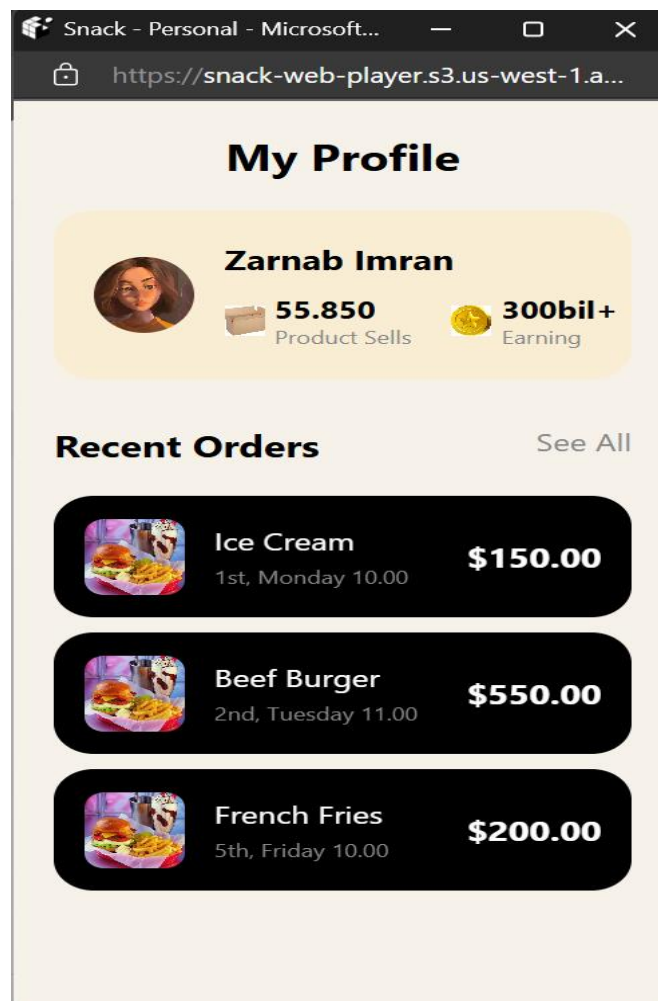 Snack - Personal - Microsoft...
https://snack-web-player.s3.us-west-1.a...
My Profile
Zarnab Imran
55.850 300bil+
Product Sells Earning
Recent Orders See All
Ice Cream
1st, Monday 10.00
$150.00
Beef Burger
2nd, Tuesday 11.00
$550.00
French Fries
5th, Friday 10.00
$200.00